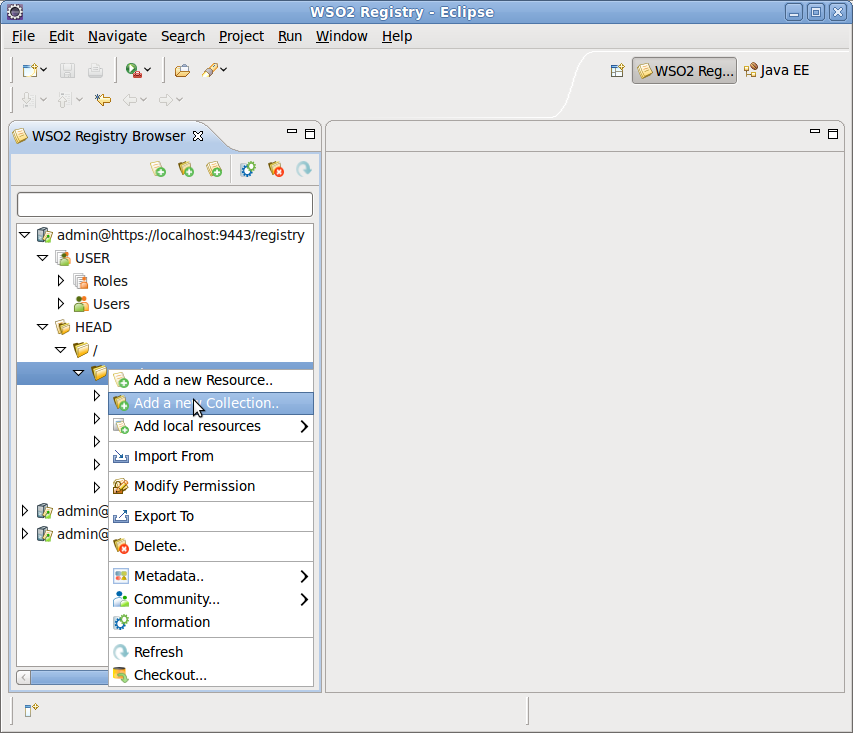 WSO2 Registry - Eclipse
File Edit Navigate Search Project Run Window Help
WSO2 Reg... Java EE
WSO2 Registry Browser
admin@https://localhost:9443/registry
USER
Roles
Users
HEAD
/
Add a new Resource..
Add a new Collection..
Add local resources
Import From
Modify Permission
admin@
Export To
admin@
Delete..
Metadata..
Community...
Information
Refresh
Checkout...